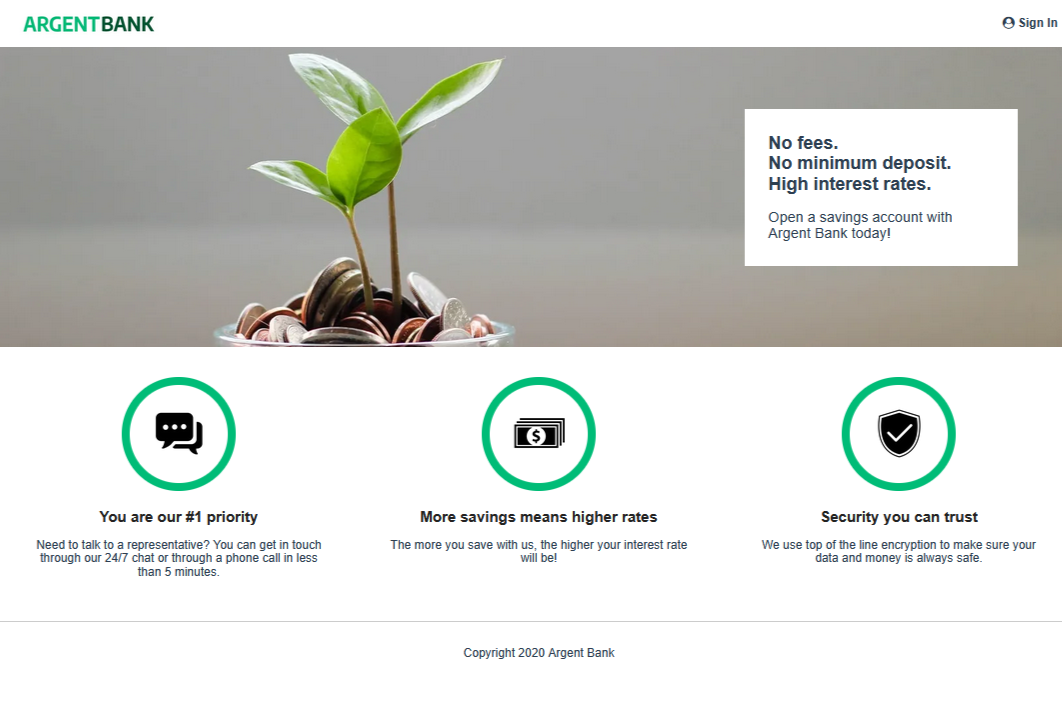 ARGENTBANK
Sign In
No fees.
No minimum deposit.
High interest rates.
Open a savings account with
Argent Bank today!
You are our #1 priority
Need to talk to a representative? You can get in touch
through our 24/7 chat or through a phone call in less
than 5 minutes.
More savings means higher rates
The more you save with us, the higher your interest rate
will be!
Security you can trust
We use top of the line encryption to make sure your
data and money is always safe.
Copyright 2020 Argent Bank